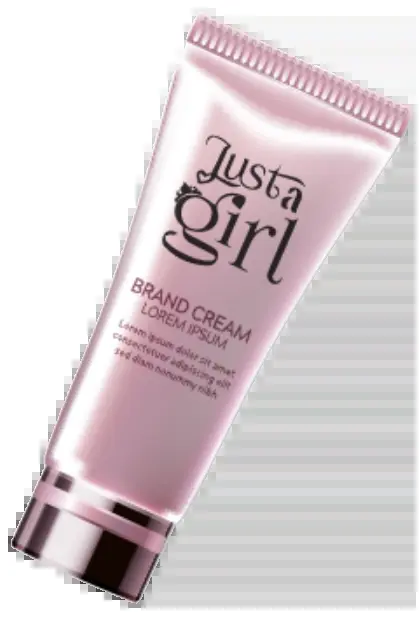 Just a
girl
BRAND CREAM
LOREM IPSUM
Lorem ipsum dolor sit amet,
consectetuer adipiscing elit
sed diam nonummy nibh